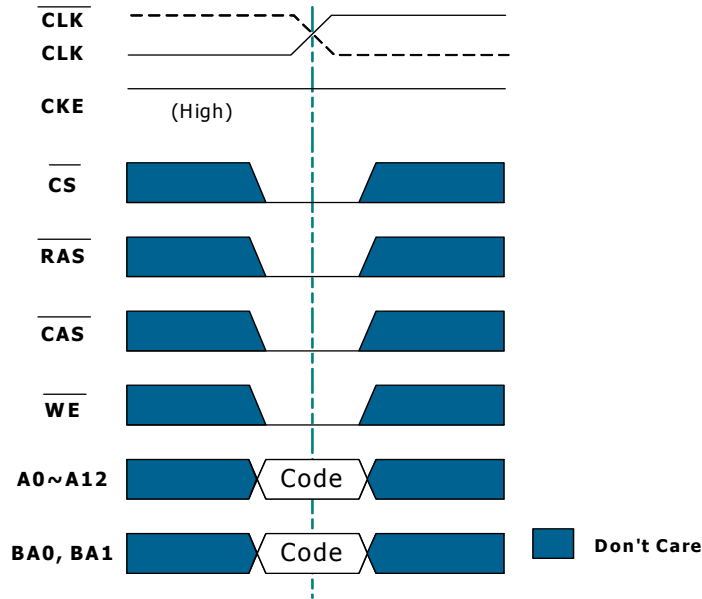 CLK
CLK
CKE
(High)
CS
RAS
CAS
WE
A0~A12 Code
BA0, BA1 Code
Don't Care